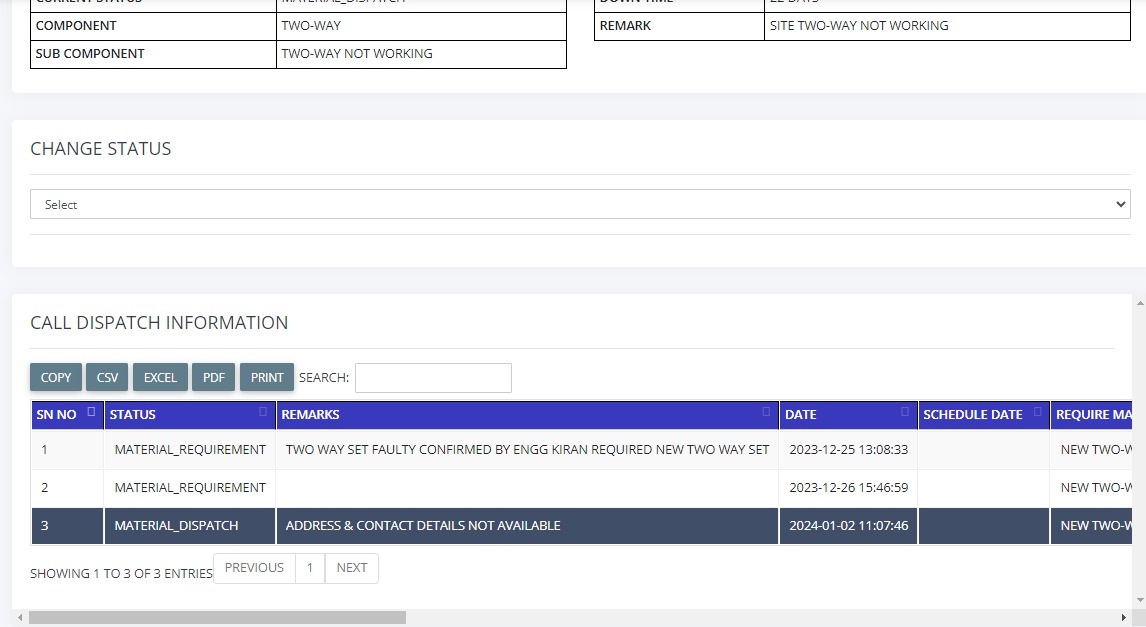 CURRENT STATUS MATERIAL_DISPATCH DOWN TIME 22 DAYS
COMPONENT TWO-WAY REMARK SITE TWO-WAY NOT WORKING
SUB COMPONENT TWO-WAY NOT WORKING
CHANGE STATUS
Select
CALL DISPATCH INFORMATION
COPY CSV EXCEL PDF PRINT SEARCH:
SN NO STATUS REMARKS DATE SCHEDULE DATE REQUIRE MA
1 MATERIAL_REQUIREMENT TWO WAY SET FAULTY CONFIRMED BY ENGG KIRAN REQUIRED NEW TWO WAY SET 2023-12-25 13:08:33 NEW TWO-W
2 MATERIAL_REQUIREMENT 2023-12-26 15:46:59 NEW TWO-W
3 MATERIAL_DISPATCH ADDRESS & CONTACT DETAILS NOT AVAILABLE 2024-01-02 11:07:46 NEW TWO-W
SHOWING 1 TO 3 OF 3 ENTRIES PREVIOUS 1 NEXT